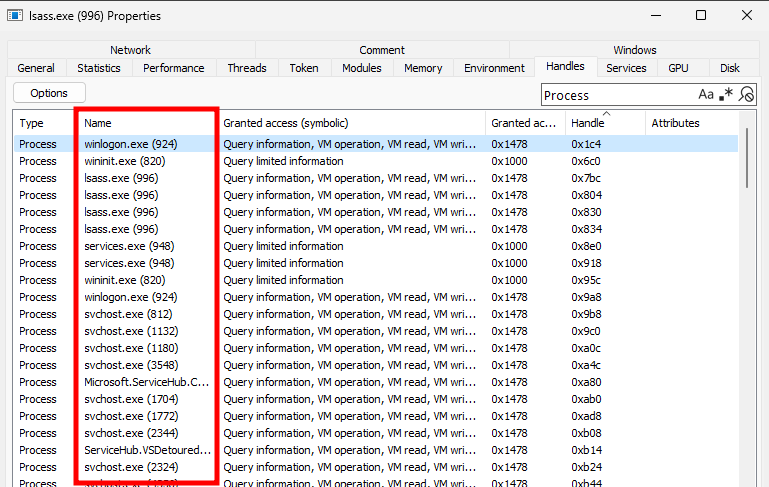 lsass.exe (996) Properties
Network Comment Windows
General Statistics Performance Threads Token Modules Memory Environment Handles Services GPU Disk
Options Process Aa .*
Type Name Granted access (symbolic) Granted ac... Handle Attributes
Process winlogon.exe (924) Query information, VM operation, VM read, VM wri... 0x1478 0x1c4
Process wininit.exe (820) Query limited information 0x1000 0x6c0
Process lsass.exe (996) Query information, VM operation, VM read, VM wri... 0x1478 0x7bc
Process lsass.exe (996) Query information, VM operation, VM read, VM wri... 0x1478 0x804
Process lsass.exe (996) Query information, VM operation, VM read, VM wri... 0x1478 0x830
Process lsass.exe (996) Query information, VM operation, VM read, VM wri... 0x1478 0x834
Process services.exe (948) Query limited information 0x1000 0x8e0
Process services.exe (948) Query limited information 0x1000 0x918
Process wininit.exe (820) Query limited information 0x1000 0x95c
Process winlogon.exe (924) Query information, VM operation, VM read, VM wri... 0x1478 0x9a8
Process svchost.exe (812) Query information, VM operation, VM read, VM wri... 0x1478 0x9b8
Process svchost.exe (1132) Query information, VM operation, VM read, VM wri... 0x1478 0x9c0
Process svchost.exe (1180) Query information, VM operation, VM read, VM wri... 0x1478 0xa0c
Process svchost.exe (3548) Query information, VM operation, VM read, VM wri... 0x1478 0xa4c
Process Microsoft.ServiceHub.C... Query information, VM operation, VM read, VM wri... 0x1478 0xa80
Process svchost.exe (1704) Query information, VM operation, VM read, VM wri... 0x1478 0xab0
Process svchost.exe (1772) Query information, VM operation, VM read, VM wri... 0x1478 0xad8
Process svchost.exe (2344) Query information, VM operation, VM read, VM wri... 0x1478 0xb08
Process ServiceHub.VSDetoured... Query information, VM operation, VM read, VM wri... 0x1478 0xb14
Process svchost.exe (2324) Query information, VM operation, VM read, VM wri... 0x1478 0xb24
Process Query information, VM operation, VM read, VM wri... 0x1478 0xb44